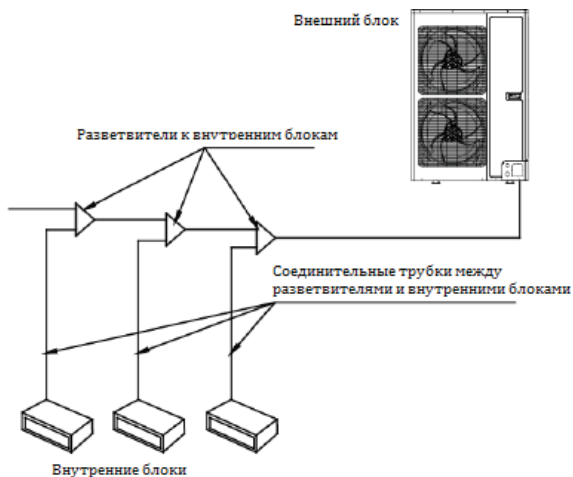 Внешний блок
Разветвители к внутренним блокам
Соединительные трубки между
разветвителями и внутренними блоками
Внутренние блоки